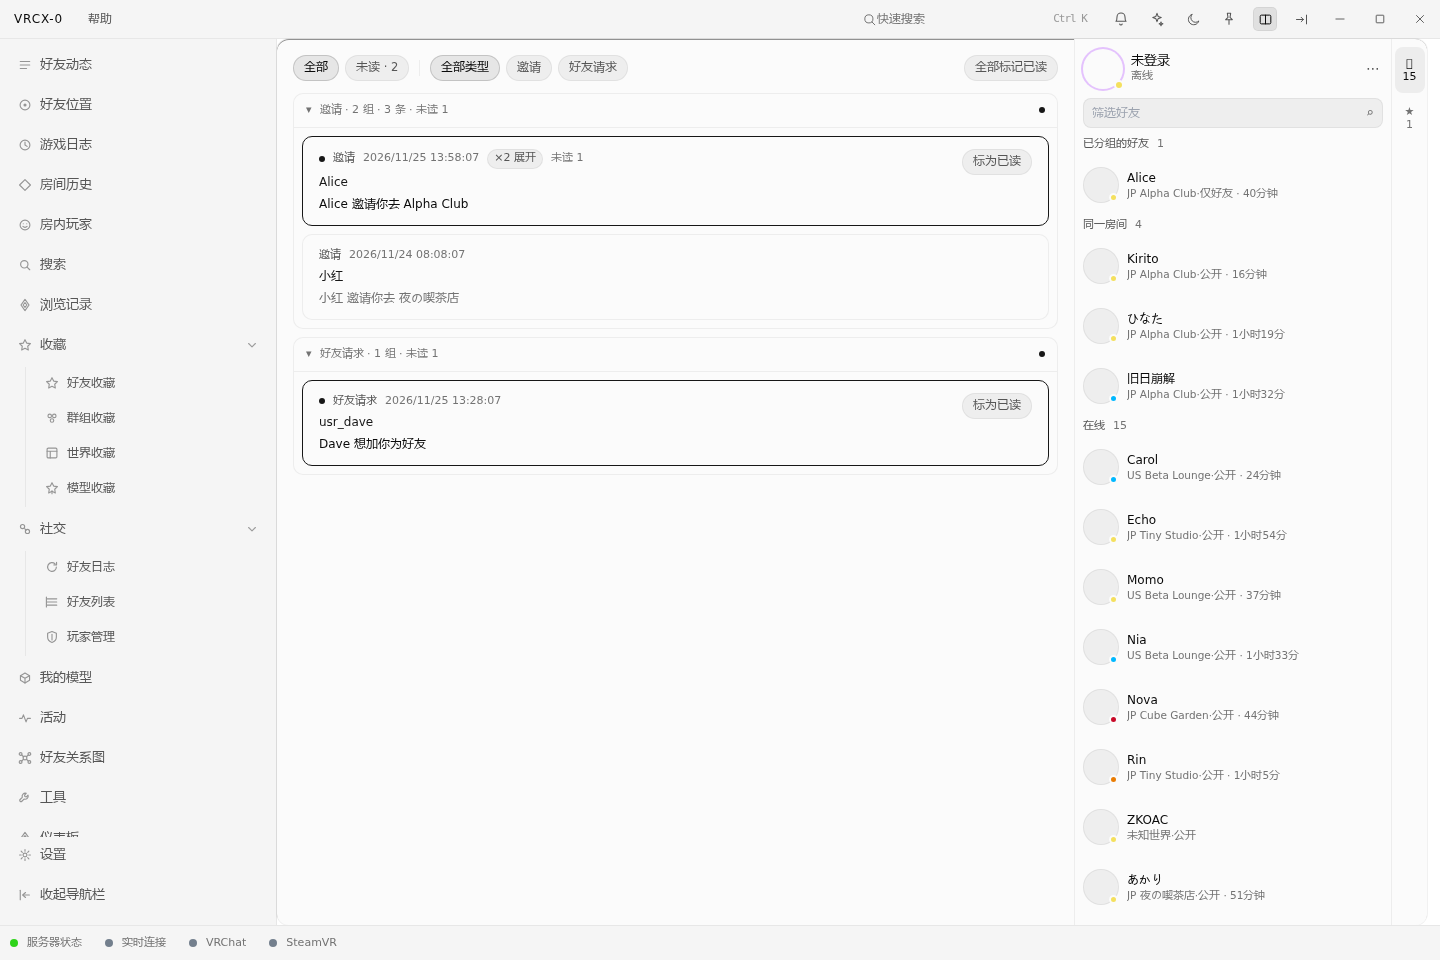 VRCX-0
帮助
快速搜索
Ctrl K
好友动态
好友位置
游戏日志
房间历史
房内玩家
搜索
浏览记录
收藏
好友收藏
群组收藏
世界收藏
模型收藏
社交
好友日志
好友列表
玩家管理
我的模型
活动
好友关系图
工具
仪表板
设置
收起导航栏
全部
未读 · 2
全部类型
邀请
好友请求
全部标记已读
▾ 邀请 · 2 组 · 3 条 · 未读 1
邀请 2026/11/25 13:58:07 ×2 展开 未读 1
标为已读
Alice
Alice 邀请你去 Alpha Club
邀请 2026/11/24 08:08:07
小红
小红 邀请你去 夜の喫茶店
▾ 好友请求 · 1 组 · 未读 1
好友请求 2026/11/25 13:28:07
标为已读
usr_dave
Dave 想加你为好友
未登录
离线
筛选好友
已分组的好友 1
Alice
JP Alpha Club·仅好友 · 40分钟
同一房间 4
Kirito
JP Alpha Club·公开 · 16分钟
ひなた
JP Alpha Club·公开 · 1小时19分
旧日崩解
JP Alpha Club·公开 · 1小时32分
在线 15
Carol
US Beta Lounge·公开 · 24分钟
Echo
JP Tiny Studio·公开 · 1小时54分
Momo
US Beta Lounge·公开 · 37分钟
Nia
US Beta Lounge·公开 · 1小时33分
Nova
JP Cube Garden·公开 · 44分钟
Rin
JP Tiny Studio·公开 · 1小时5分
ZKOAC
未知世界·公开
あかり
JP 夜の喫茶店·公开 · 51分钟
15
★
1
服务器状态
实时连接
VRChat
SteamVR